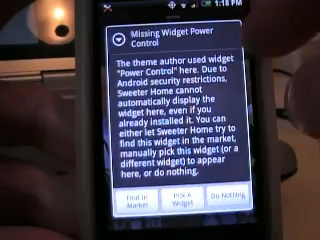 1:18 PM
Missing Widget Power
Control
The theme author used widget
"Power Control" here. Due to
Android security restrictions,
Sweeter Home cannot
automatically display the
widget here, even if you
already installed it. You can
either let Sweeter Home try to
find this widget in the market,
manually pick this widget (or a
different widget) to appear
here, or do nothing.
Find In
Market
Pick A
Widget
Do Nothing